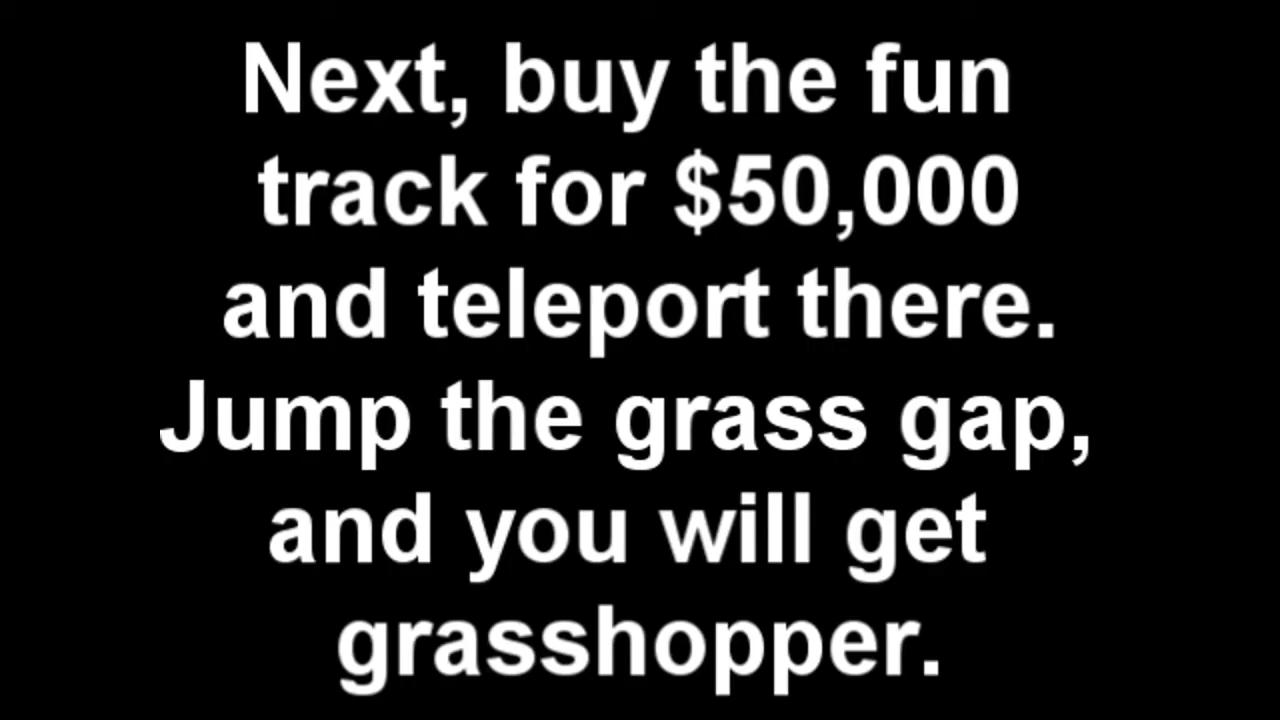 Next, buy the fun
track for $50,000
and teleport there.
Jump the grass gap,
and you will get
grasshopper.